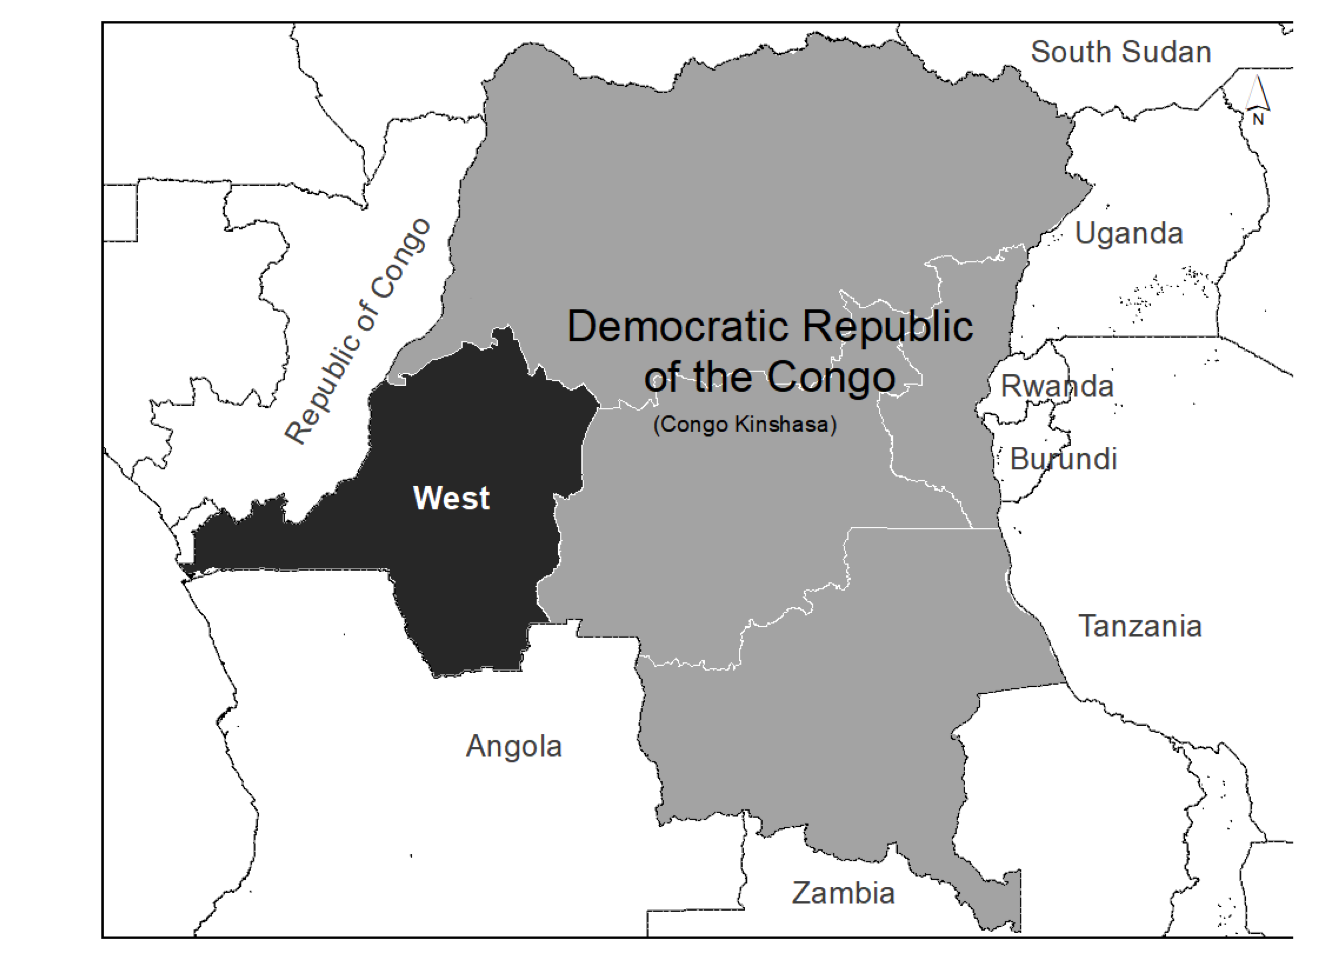 South Sudan
N
Uganda
Republic of Congo
Democratic Republic
of the Congo
(Congo Kinshasa)
Rwanda
Burundi
West
Tanzania
Angola
Zambia